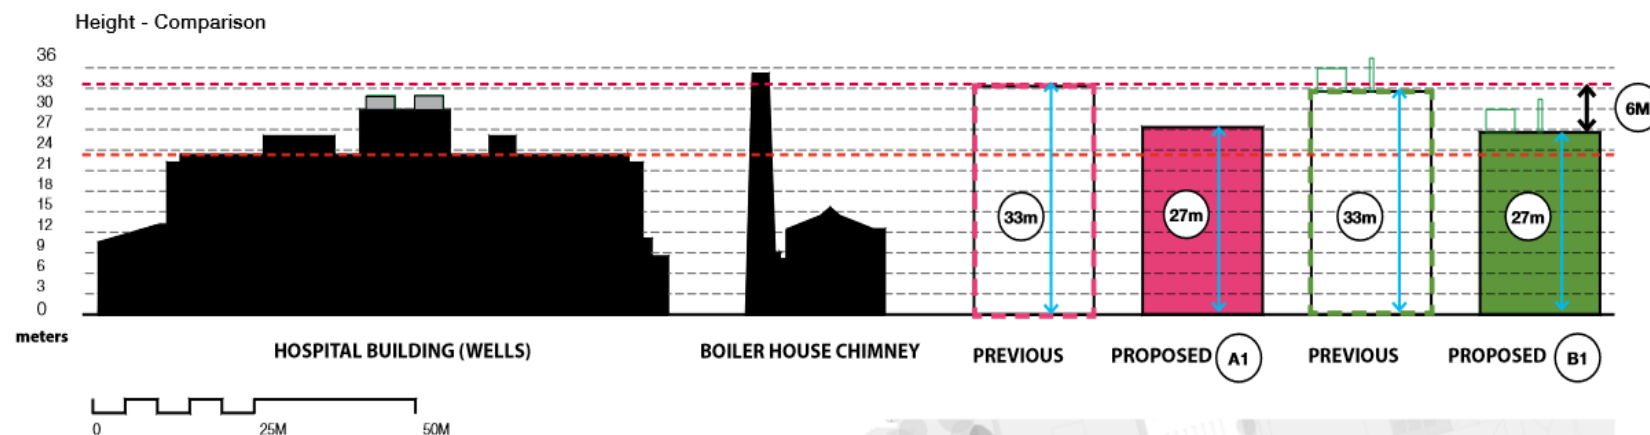 Height - Comparison
36
33
30
27
24
21
18
15
12
9
6
3
0
meters
33m
27m
33m
27m
6M
HOSPITAL BUILDING (WELLS)
BOILER HOUSE CHIMNEY
PREVIOUS
PROPOSED A1
PREVIOUS
PROPOSED B1
0 25M 50M